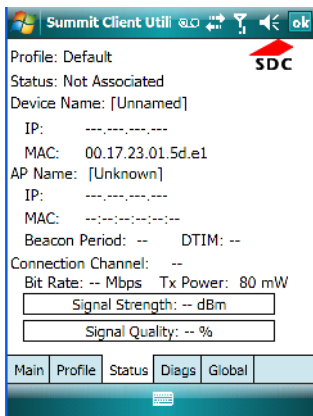 Summit Client Utili ok
Profile: Default
SDC
Status: Not Associated
Device Name: [Unnamed]
IP: ---.---.---.---
MAC: 00.17.23.01.5d.e1
AP Name: [Unknown]
IP: ---.---.---.---
MAC: --:--:--:--:--:--
Beacon Period: -- DTIM: --
Connection Channel: --
Bit Rate: -- Mbps Tx Power: 80 mW
Signal Strength: -- dBm
Signal Quality: -- %
Main Profile Status Diags Global